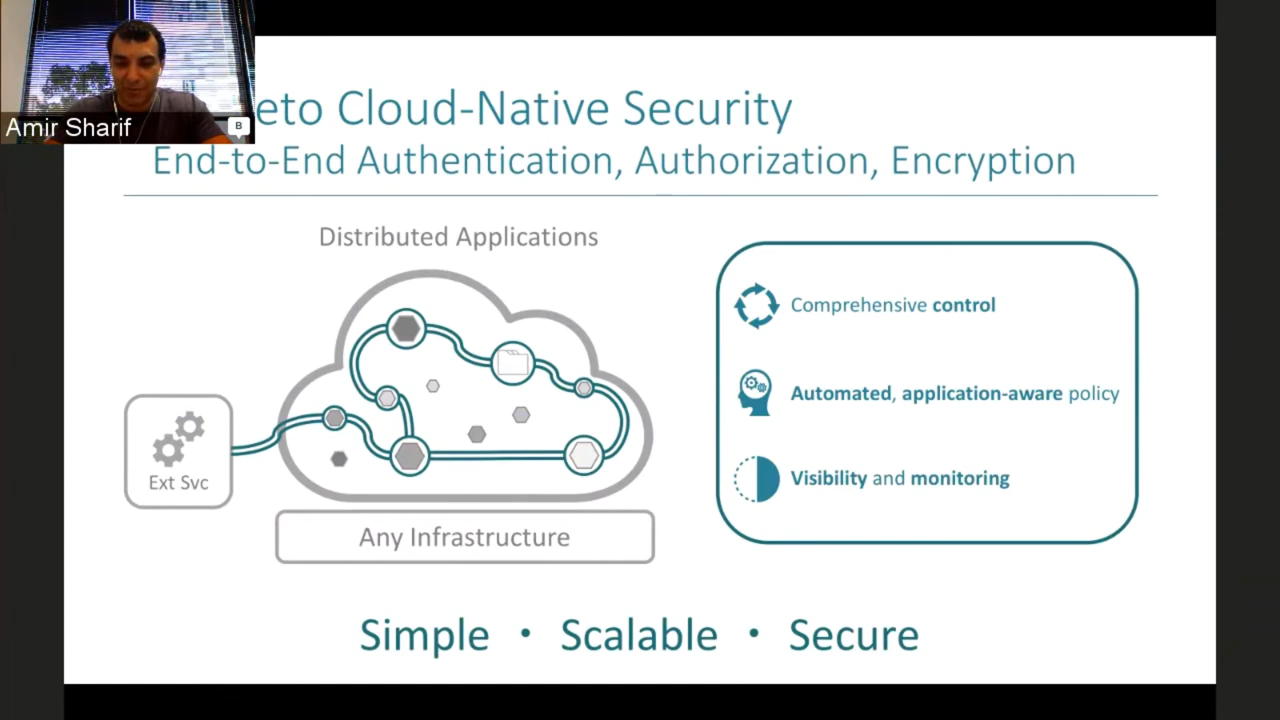 Amir Sharif
B
eto Cloud-Native Security
End-to-End Authentication, Authorization, Encryption
Distributed Applications
Ext Svc
Any Infrastructure
Comprehensive control
Automated, application-aware policy
Visibility and monitoring
Simple • Scalable • Secure